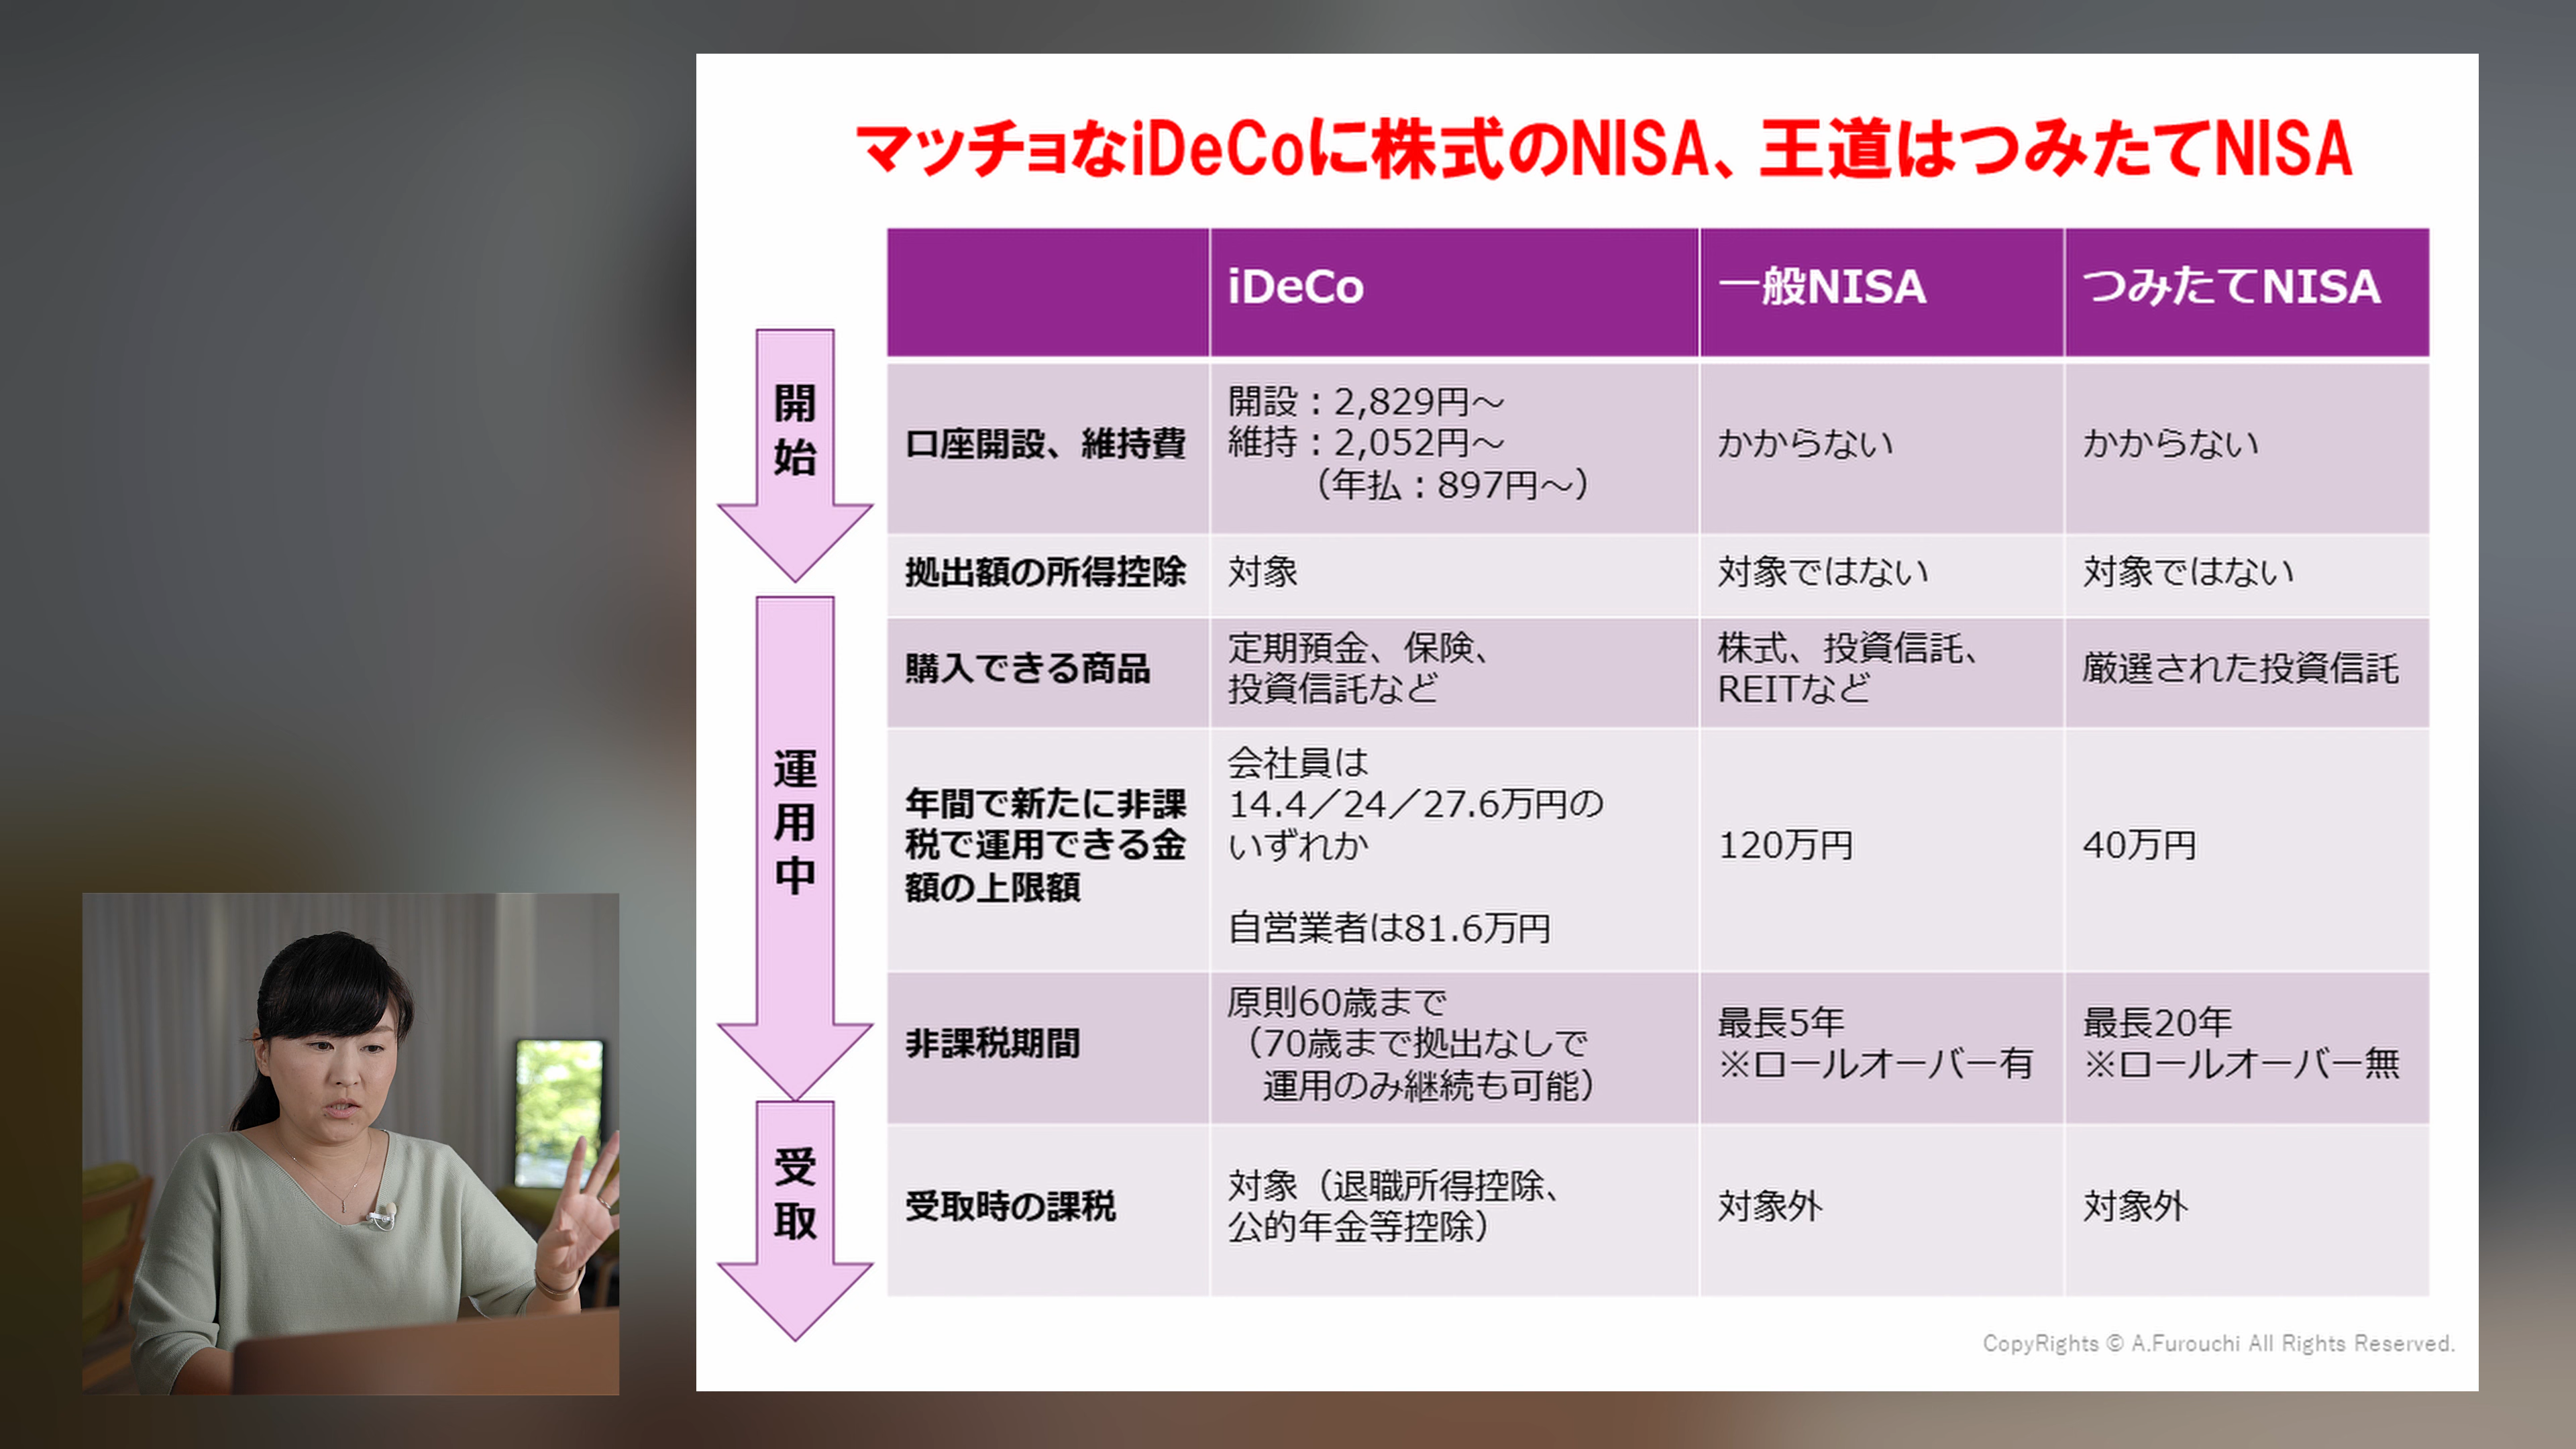 マッチョなiDeCoに株式のNISA、王道はつみたてNISA
iDeCo
一般NISA
つみたてNISA
開始
口座開設、維持費
開設：2,829円～
維持：2,052円～
（年払：897円～）
かからない
かからない
拠出額の所得控除
対象
対象ではない
対象ではない
運用中
購入できる商品
定期預金、保険、
投資信託など
株式、投資信託、
REITなど
厳選された投資信託
年間で新たに非課
税で運用できる金
額の上限額
会社員は
14.4／24／27.6万円の
いずれか
自営業者は81.6万円
120万円
40万円
非課税期間
原則60歳まで
（70歳まで拠出なしで
運用のみ継続も可能）
最長5年
※ロールオーバー有
最長20年
※ロールオーバー無
受取
受取時の課税
対象（退職所得控除、
公的年金等控除）
対象外
対象外
CopyRights © A.Furouchi All Rights Reserved.